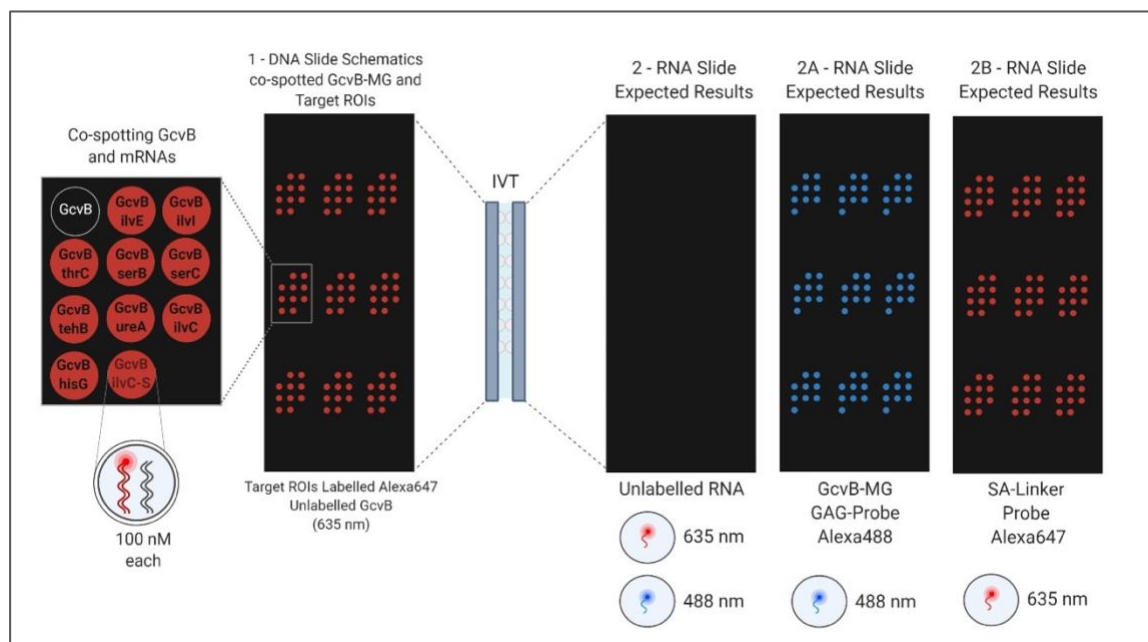 1 - DNA Slide Schematics
co-spotted GcvB-MG and
Target ROIs
2 - RNA Slide
Expected Results
2A - RNA Slide
Expected Results
2B - RNA Slide
Expected Results
Co-spotting GcvB
and mRNAs
IVT
GcvB
GcvB
ilvE
GcvB
ilvI
GcvB
thrC
GcvB
serB
GcvB
serC
GcvB
tehB
GcvB
ureA
GcvB
ilvC
GcvB
hisG
GcvB
ilvC-S
100 nM
each
Target ROIs Labelled Alexa647
Unlabelled GcvB
(635 nm)
Unlabelled RNA
635 nm
488 nm
GcvB-MG
GAG-Probe
Alexa488
488 nm
SA-Linker
Probe
Alexa647
635 nm